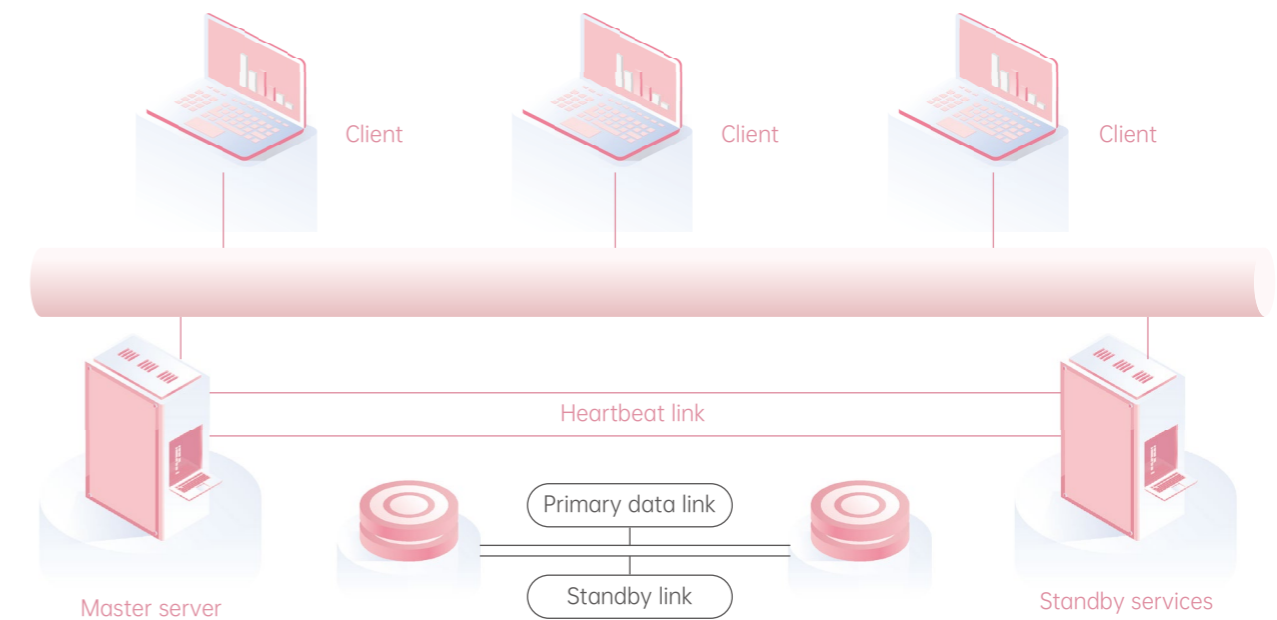 Client
Client
Client
Heartbeat link
Primary data link
Standby link
Master server
Standby services